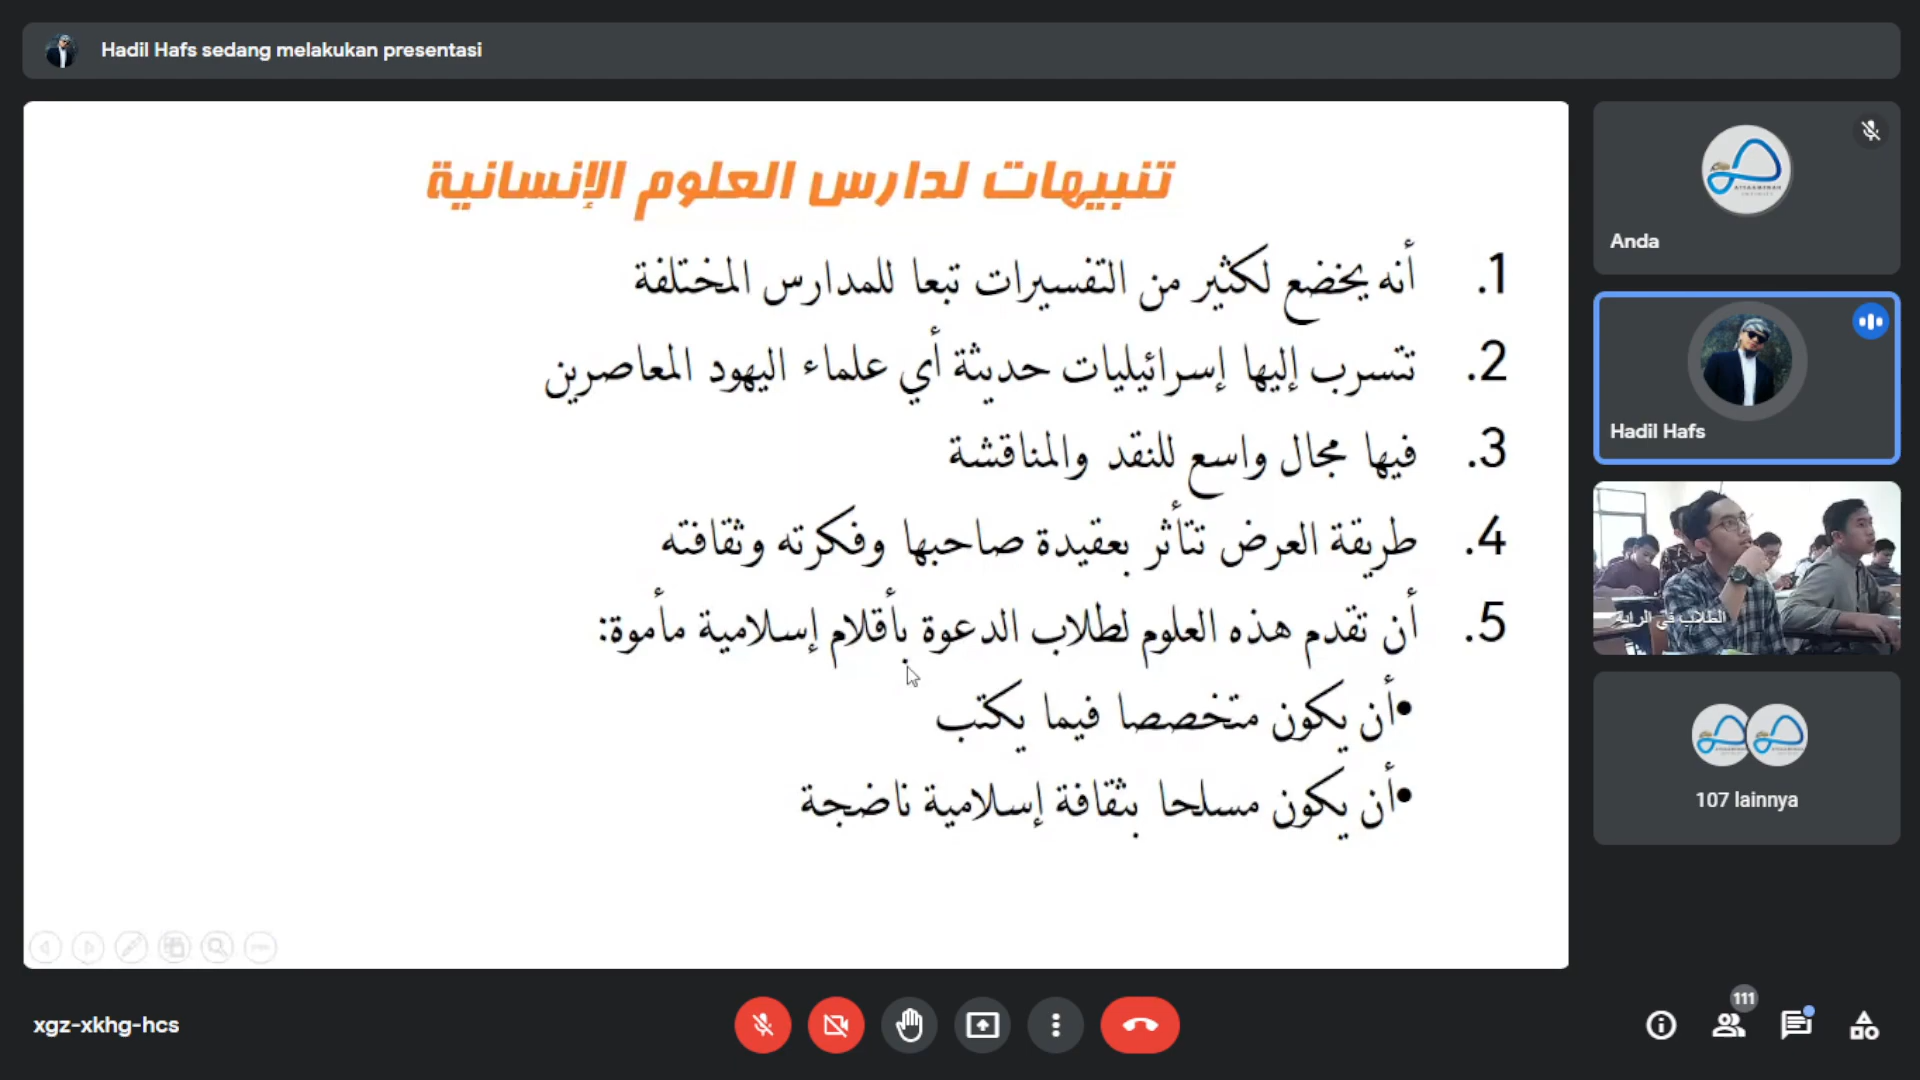 Hadil Hafs sedang melakukan presentasi
تنبيهات لدارس العلوم الإنسانية
1. أنه يخضع لكثير من التفسيرات تبعا للمدارس المختلفة
2. تتسرب إليها إسرائيليات حديثة أي علماء اليهود المعاصرين
3. فيها مجال واسع للنقد والمناقشة
4. طريقة العرض تتأثر بعقيدة صاحبها وفكرته وثقافته
5. أن تقدم هذه العلوم لطلاب الدعوة بأقلام إسلامية مأموة:
•أن يكون متخصصا فيما يكتب
•أن يكون مسلحا بثقافة إسلامية ناضجة
Anda
Hadil Hafs
الطلاب في الراية
107 lainnya
xgz-xkhg-hcs
111